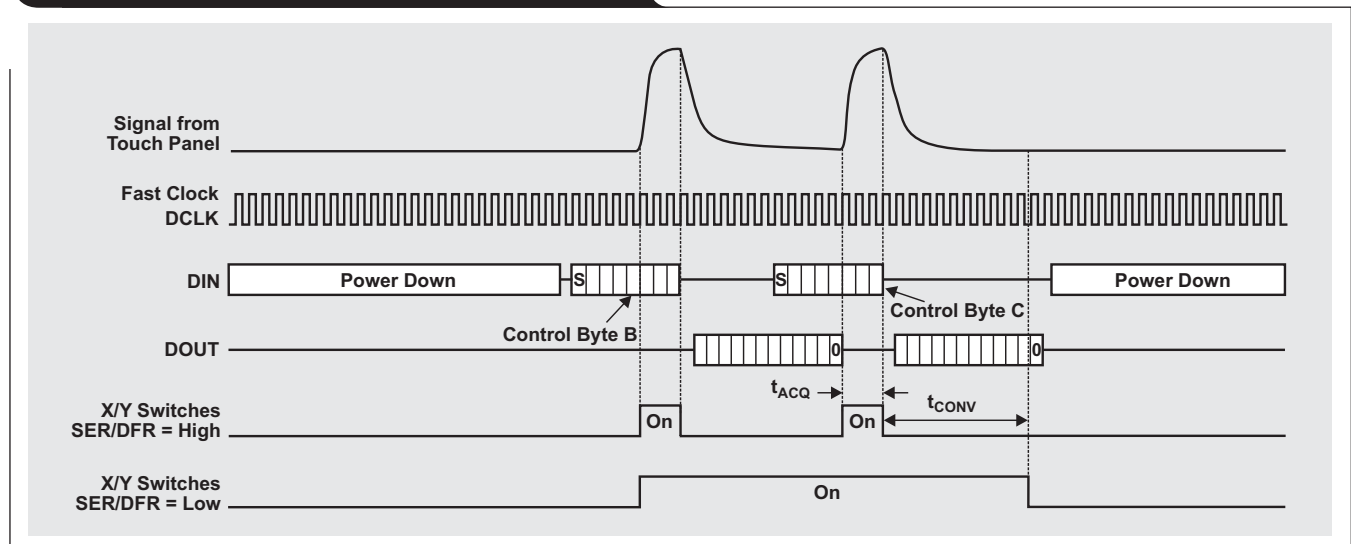 Signal from
Touch Panel
Fast Clock
DCLK
DIN
Power Down
S
S
Power Down
Control Byte B
Control Byte C
DOUT
0
0
tACQ
tCONV
X/Y Switches
SER/DFR = High
On
On
X/Y Switches
SER/DFR = Low
On